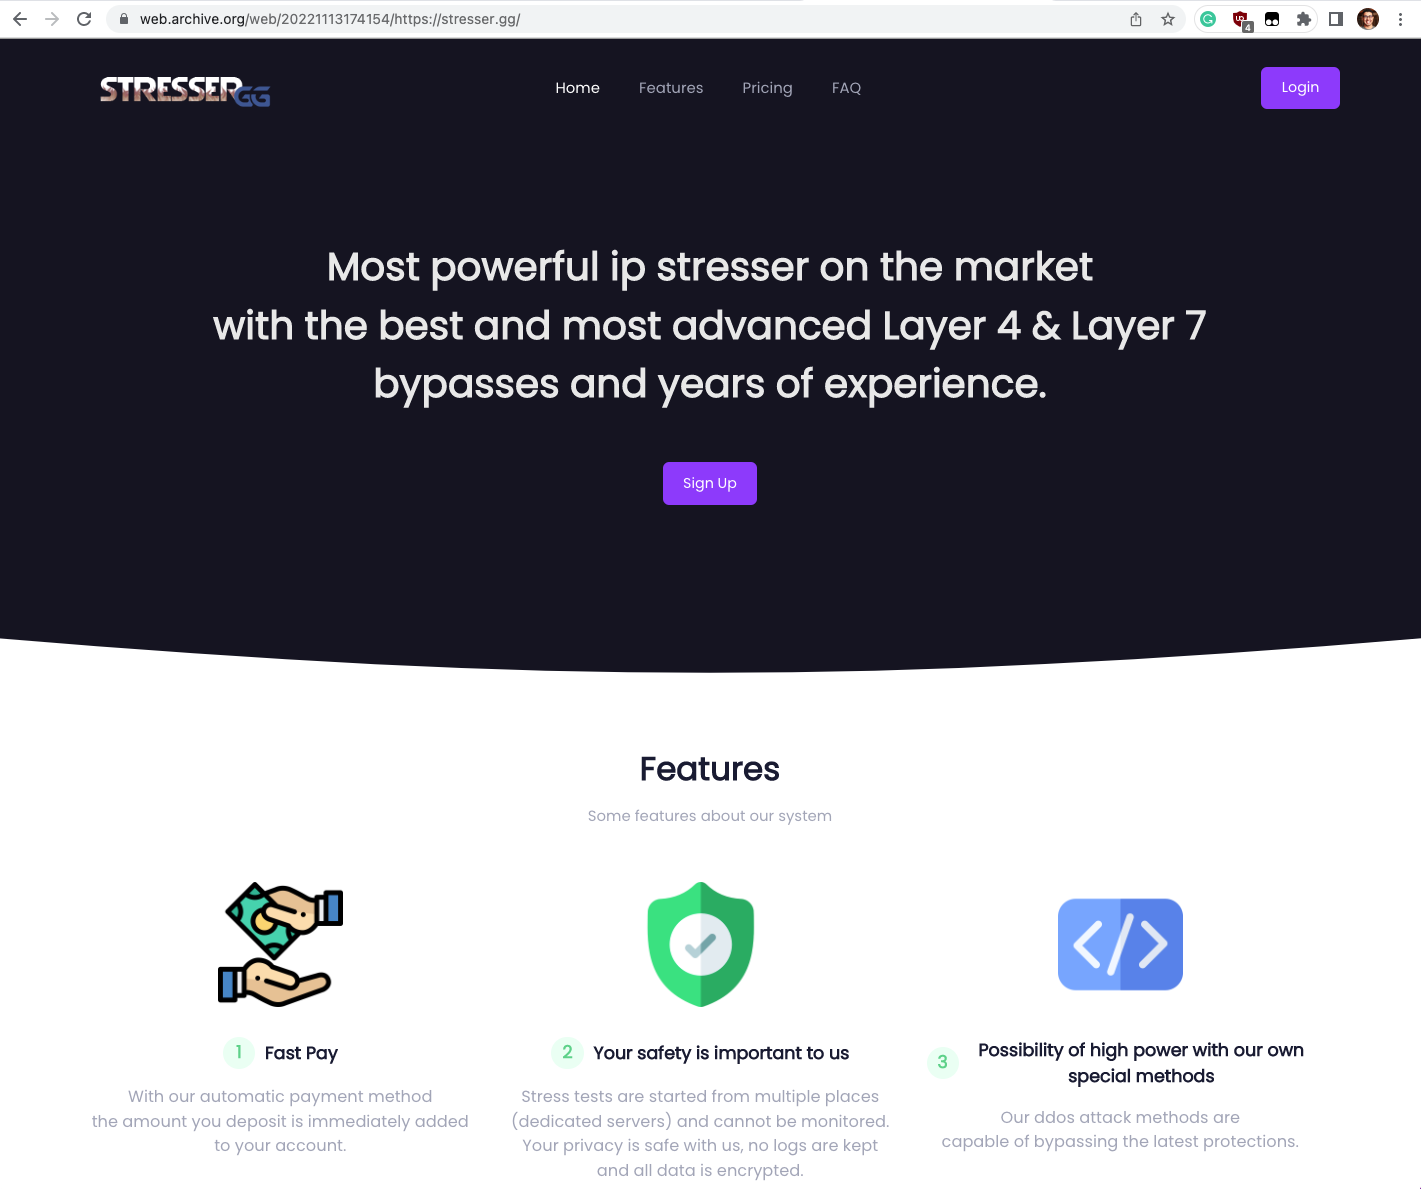 web.archive.org/web/20221113174154/https://stresser.gg/
4
STRESSERGG
Home
Features
Pricing
FAQ
Login
Most powerful ip stresser on the market
with the best and most advanced Layer 4 & Layer 7
bypasses and years of experience.
Sign Up
Features
Some features about our system
1 Fast Pay
With our automatic payment method
the amount you deposit is immediately added
to your account.
2 Your safety is important to us
Stress tests are started from multiple places
(dedicated servers) and cannot be monitored.
Your privacy is safe with us, no logs are kept
and all data is encrypted.
3 Possibility of high power with our own
special methods
Our ddos attack methods are
capable of bypassing the latest protections.